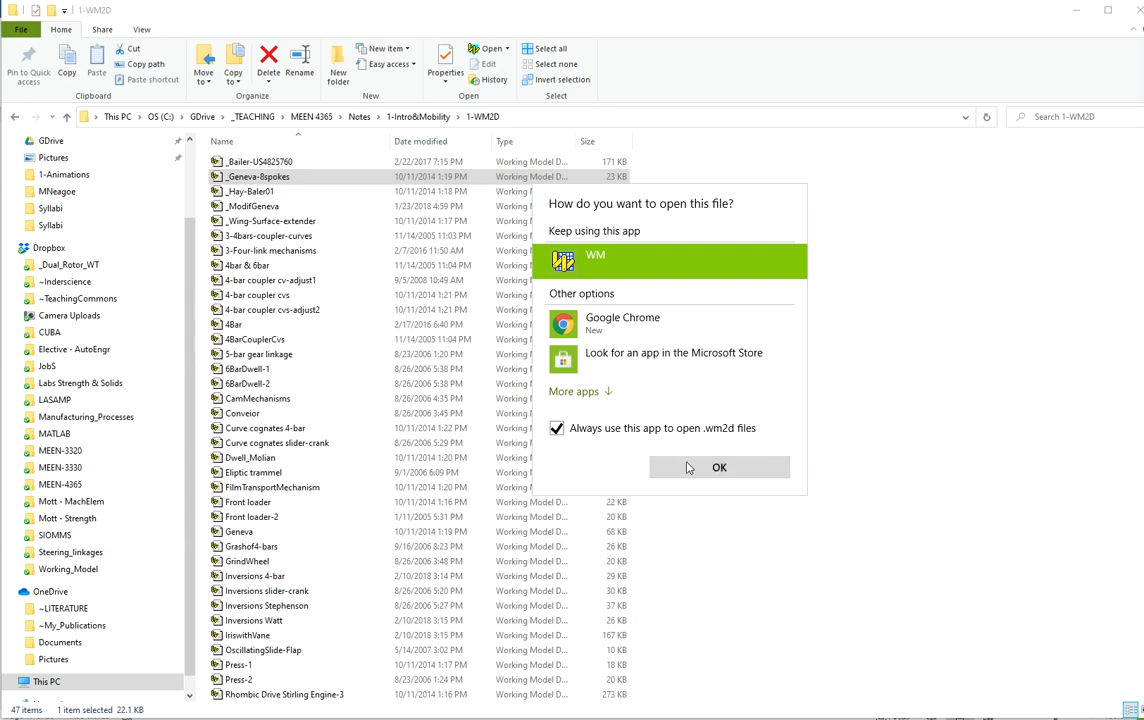 1-WM2D
File Home Share View
Pin to Quick access
Copy
Paste
Cut
Copy path
Paste shortcut
Clipboard
Move to
Copy to
Delete
Rename
Organize
New folder
New item
Easy access
New
Properties
Open
Edit
History
Open
Select all
Select none
Invert selection
Select
This PC > OS (C:) > GDrive > _TEACHING > MEEN 4365 > Notes > 1-Intro&Mobility > 1-WM2D
Search 1-WM2D
GDrive
Pictures
1-Animations
MNeagoe
Syllabi
Syllabi
Dropbox
_Dual_Rotor_WT
~Inderscience
~TeachingCommons
Camera Uploads
CUBA
Elective - AutoEngr
JobS
Labs Strength & Solids
LASAMP
Manufacturing_Processes
MATLAB
MEEN-3320
MEEN-3330
MEEN-4365
Mott - MachElem
Mott - Strength
SIOMMS
Steering_linkages
Working_Model
OneDrive
~LITERATURE
~My_Publications
Documents
Pictures
This PC
Name Date modified Type Size
_Bailer-US4825760 2/22/2017 7:15 PM Working Model D... 171 KB
_Geneva-8spokes 10/11/2014 1:19 PM Working Model D... 23 KB
_Hay-Baler01 10/11/2014 1:18 PM Working
_ModifGeneva 1/23/2018 4:59 PM Working
_Wing-Surface-extender 10/11/2014 1:17 PM Working
3-4bars-coupler-curves 11/14/2005 11:03 PM Working
3-Four-link mechanisms 2/7/2016 11:50 AM Working
4bar & 6bar 11/14/2005 11:04 PM Working
4-bar coupler cv-adjust1 9/5/2008 10:49 AM Working
4-bar coupler cvs 10/11/2014 1:21 PM Working
4-bar coupler cvs-adjust2 10/11/2014 1:21 PM Working
4Bar 2/17/2016 6:40 PM Working
4BarCouplerCvs 11/14/2005 11:04 PM Working
5-bar gear linkage 8/23/2006 1:20 PM Working
6BarDwell-1 8/26/2006 5:38 PM Working
6BarDwell-2 8/26/2006 5:38 PM Working
CamMechanisms 8/26/2006 4:35 PM Working
Conveior 8/26/2006 3:45 PM Working
Curve cognates 4-bar 10/11/2014 1:22 PM Working
Curve cognates slider-crank 8/26/2006 5:29 PM Working
Dwell_Molian 10/11/2014 1:20 PM Working
Eliptic trammel 9/1/2006 6:09 PM Working
FilmTransportMechanism 10/11/2014 1:20 PM Working
Front loader 10/11/2014 1:16 PM Working Model D... 22 KB
Front loader-2 1/11/2005 5:31 PM Working Model D... 20 KB
Geneva 10/11/2014 1:19 PM Working Model D... 68 KB
Grashof4-bars 9/16/2006 8:23 PM Working Model D... 26 KB
GrindWheel 8/26/2006 3:48 PM Working Model D... 20 KB
Inversions 4-bar 2/10/2018 3:14 PM Working Model D... 29 KB
Inversions slider-crank 8/26/2006 5:20 PM Working Model D... 30 KB
Inversions Stephenson 8/26/2006 5:27 PM Working Model D... 37 KB
Inversions Watt 2/10/2018 3:15 PM Working Model D... 26 KB
IriswithVane 2/10/2018 3:15 PM Working Model D... 167 KB
OscillatingSlide-Flap 5/14/2007 3:02 PM Working Model D... 10 KB
Press-1 10/11/2014 1:17 PM Working Model D... 18 KB
Press-2 8/23/2006 1:24 PM Working Model D... 20 KB
Rhombic Drive Stirling Engine-3 10/11/2014 1:16 PM Working Model D... 273 KB
How do you want to open this file?
Keep using this app
WM
Other options
Google Chrome
New
Look for an app in the Microsoft Store
More apps ↓
Always use this app to open .wm2d files
OK
47 items 1 item selected 22.1 KB